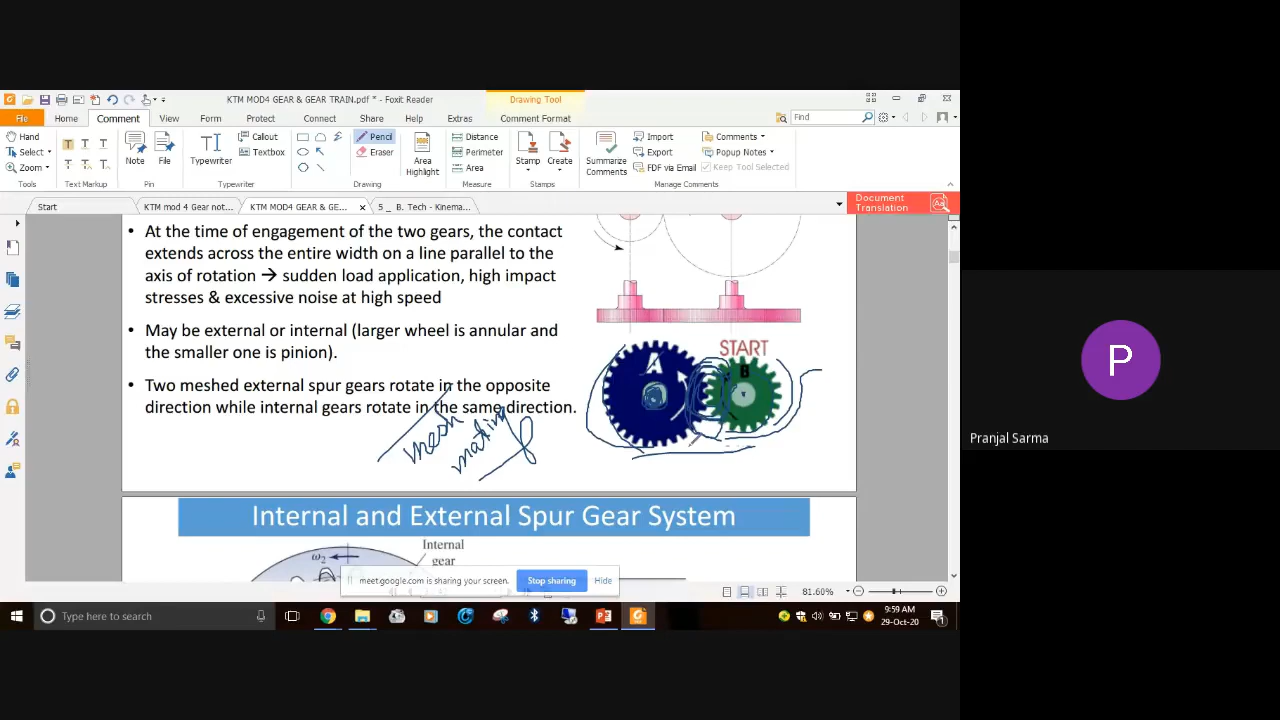 KTM MOD4 GEAR & GEAR TRAIN.pdf * - Foxit Reader
Drawing Tool
File Home Comment View Form Protect Connect Share Help Extras Comment Format Find
Hand
Select
Zoom
Tools
Text Markup
Note
File
Pin
Typewriter
Callout
Textbox
Typewriter
Pencil
Eraser
Drawing
Area
Highlight
Distance
Perimeter
Area
Measure
Stamp
Create
Stamps
Summarize
Comments
Import
Export
FDF via Email
Comments
Popup Notes
Keep Tool Selected
Manage Comments
Start
KTM mod 4 Gear not...
KTM MOD4 GEAR & GE...
5 _ B. Tech - Kinema...
Document
Translation
• At the time of engagement of the two gears, the contact
extends across the entire width on a line parallel to the
axis of rotation → sudden load application, high impact
stresses & excessive noise at high speed
• May be external or internal (larger wheel is annular and
the smaller one is pinion).
• Two meshed external spur gears rotate in the opposite
direction while internal gears rotate in the same direction.
mesh
mating
START
A
B
Internal and External Spur Gear System
Internal
gear
ω2
meet.google.com is sharing your screen. Stop sharing Hide
81.60%
Type here to search
9:59 AM
29-Oct-20
P
Pranjal Sarma